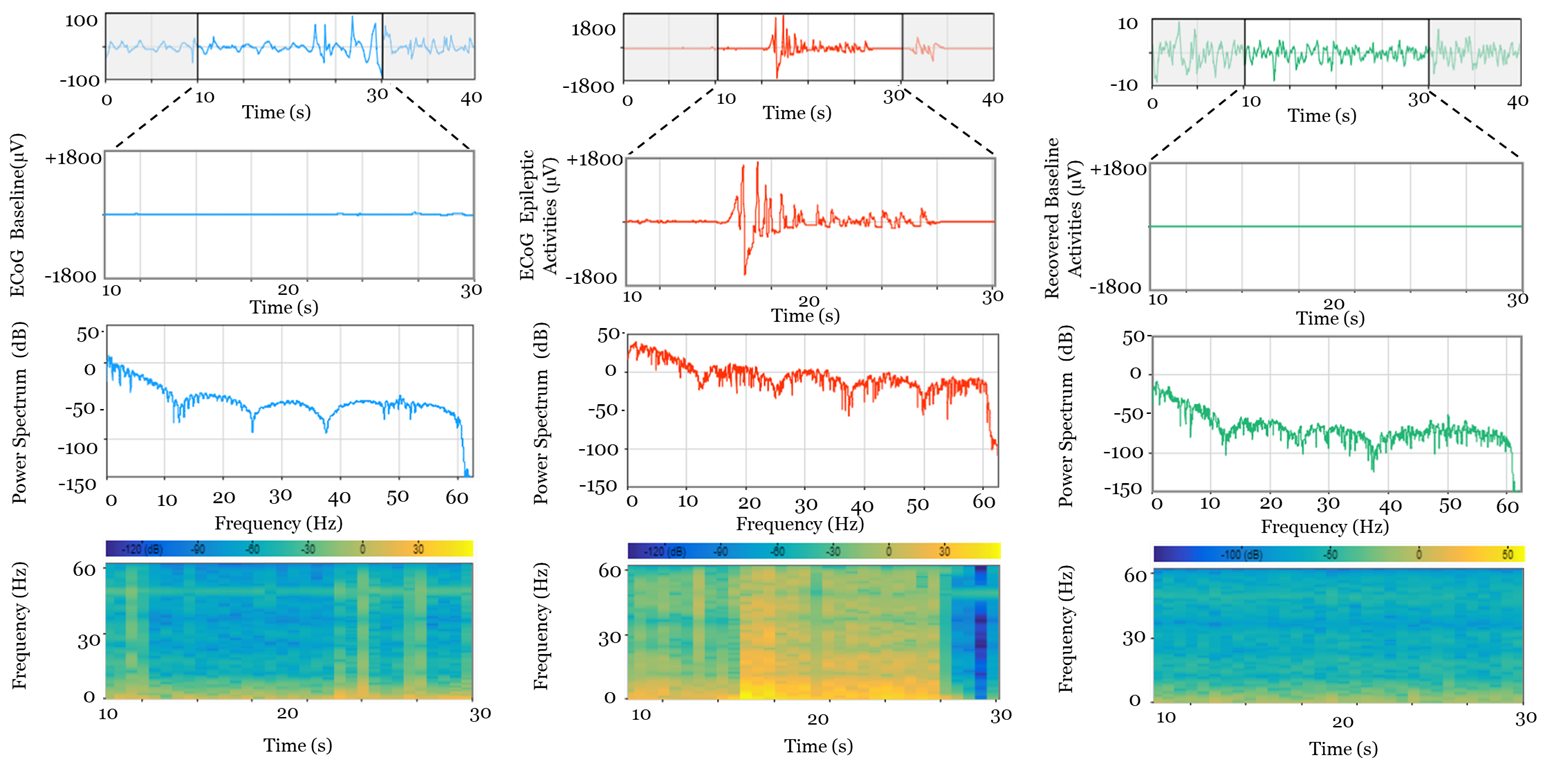 100
-100
0 10 20 30 40
Time (s)
ECoG Baseline(µV)
+1800
-1800
10 20 30
Time (s)
Power Spectrum (dB)
50
0
-50
-100
-150
0 10 20 30 40 50 60
Frequency (Hz)
-120 (dB) -90 -60 -30 0 30
Frequency (Hz)
60
30
0
10 20 30
Time (s)
1800
-1800
0 10 20 30 40
Time (s)
ECoG Epileptic
Activities (µV)
+1800
-1800
10 20 30
Time (s)
Power Spectrum (dB)
50
0
-50
-100
-150
0 10 20 30 40 50 60
Frequency (Hz)
-120 (dB) -90 -60 -30 0 30
Frequency (Hz)
60
30
0
10 20 30
Time (s)
10
-10
0 10 20 30 40
Time (s)
Recovered Baseline
Activities (µV)
+1800
-1800
10 20 30
Time (s)
Power Spectrum (dB)
50
0
-50
-100
-150
0 10 20 30 40 50 60
Frequency (Hz)
-100 (dB) -50 0 50
Frequency (Hz)
60
30
0
10 20 30
Time (s)